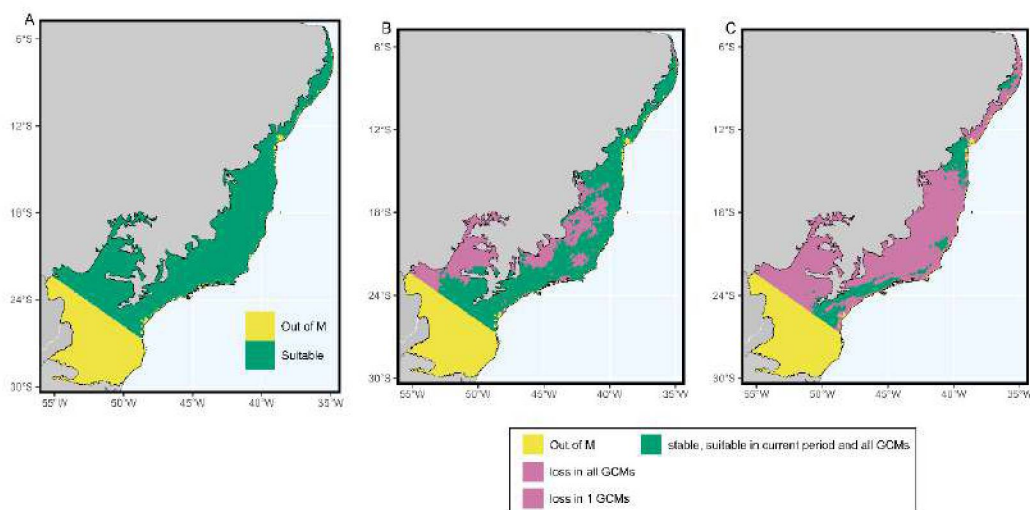 A
6°S
12°S
18°S
24°S
30°S
55°W 50°W 45°W 40°W 35°W
Out of M
Suitable
B
6°S
12°S
18°S
24°S
30°S
55°W 50°W 45°W 40°W 35°W
C
6°S
12°S
18°S
24°S
30°S
55°W 50°W 45°W 40°W 35°W
Out of M
stable, suitable in current period and all GCMs
loss in all GCMs
loss in 1 GCMs